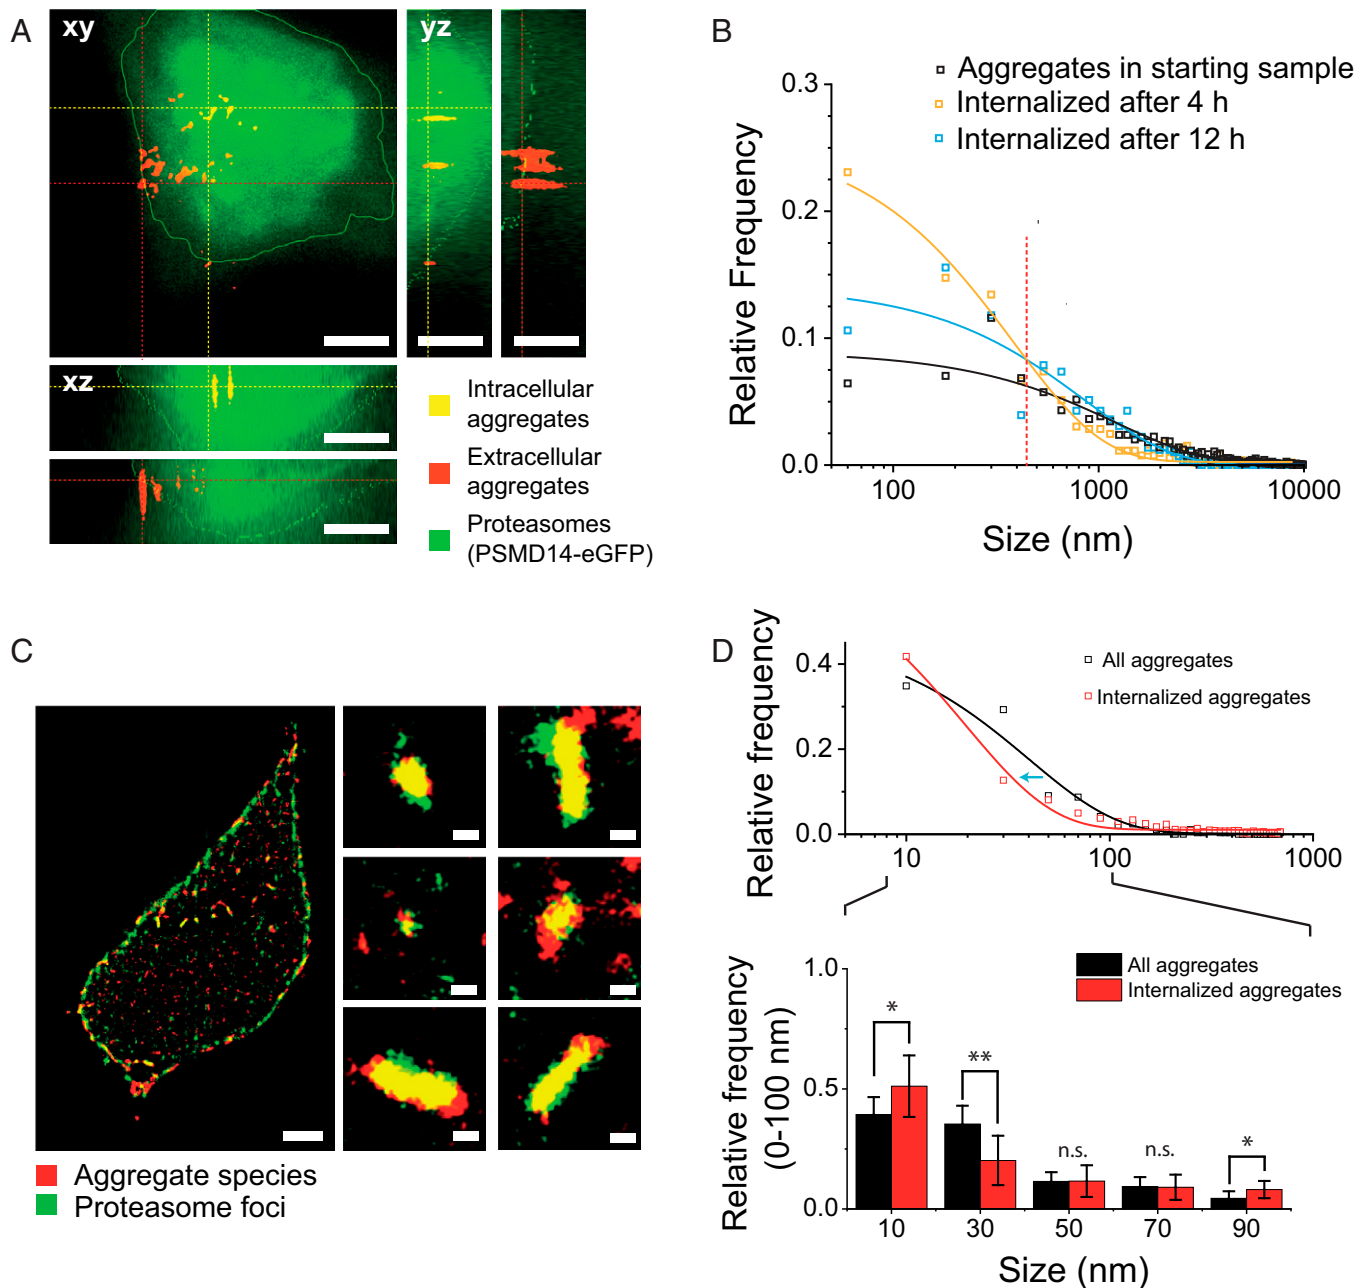 A
xy
yz
xz
Intracellular
aggregates
Extracellular
aggregates
Proteasomes
(PSMD14-eGFP)
B
Aggregates in starting sample
Internalized after 4 h
Internalized after 12 h
Relative Frequency
0.3
0.2
0.1
0.0
100
1000
10000
Size (nm)
C
Aggregate species
Proteasome foci
D
Relative frequency
0.4
0.2
0.0
All aggregates
Internalized aggregates
10
100
1000
Relative frequency
(0-100 nm)
1.0
0.5
0.0
All aggregates
Internalized aggregates
*
**
n.s.
n.s.
*
10
30
50
70
90
Size (nm)